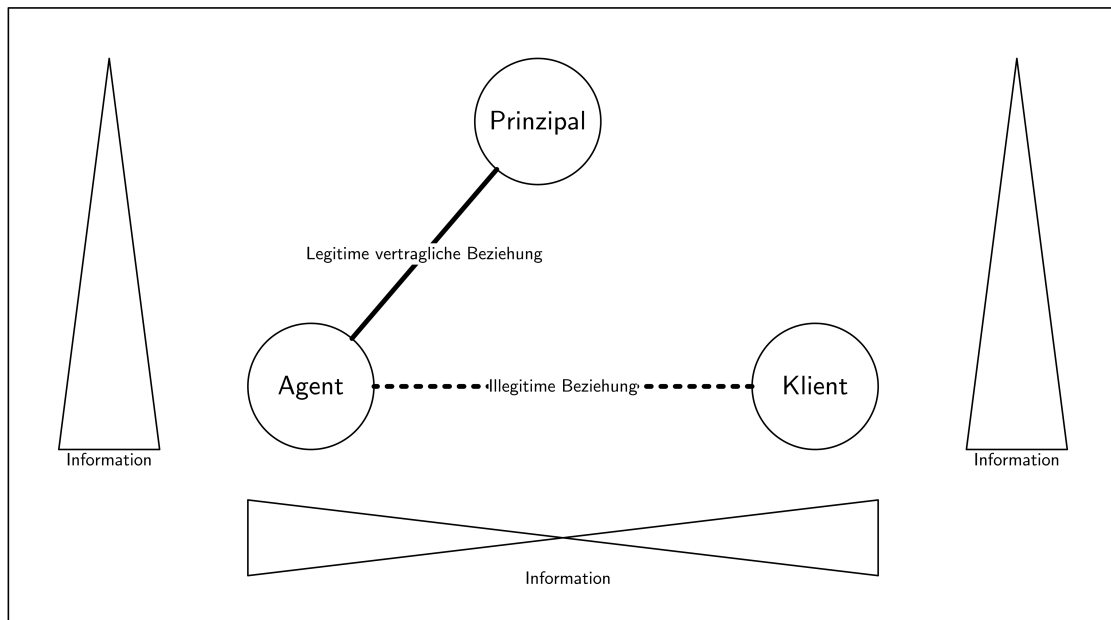 Prinzipal
Legitime vertragliche Beziehung
Agent
Illegitime Beziehung
Klient
Information
Information
Information